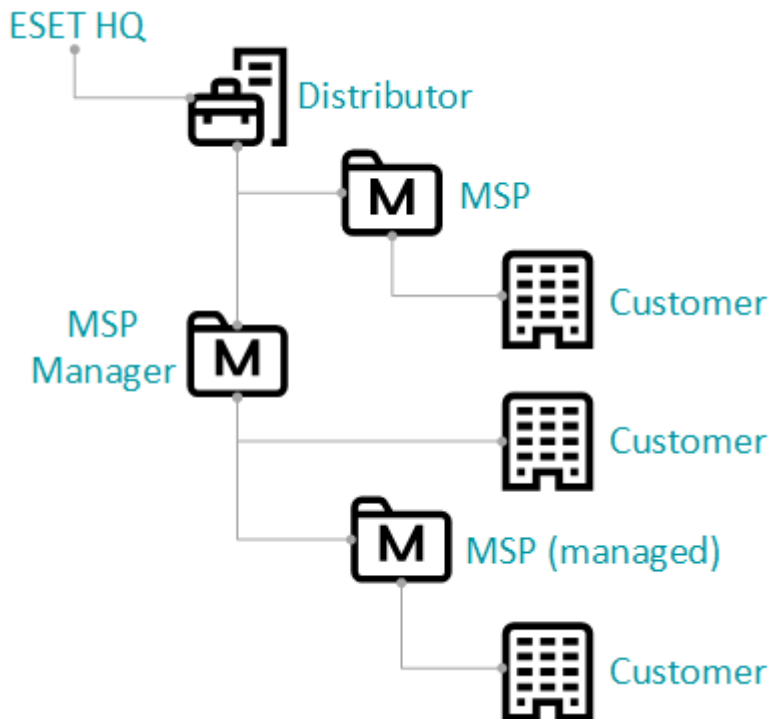 ESET HQ
Distributor
M
MSP
Customer
MSP
Manager
M
Customer
M
MSP (managed)
Customer